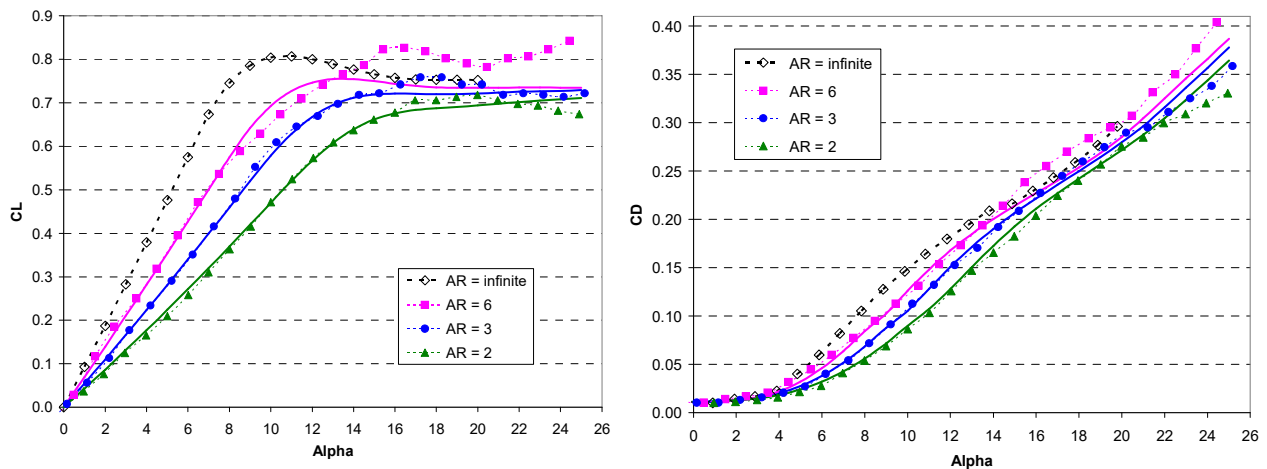 0.9
0.8
0.7
0.6
0.5
0.4
0.3
0.2
0.1
0.0
CL
0 2 4 6 8 10 12 14 16 18 20 22 24 26
Alpha
AR = infinite
AR = 6
AR = 3
AR = 2
0.40
0.35
0.30
0.25
0.20
0.15
0.10
0.05
0.00
CD
0 2 4 6 8 10 12 14 16 18 20 22 24 26
Alpha
AR = infinite
AR = 6
AR = 3
AR = 2